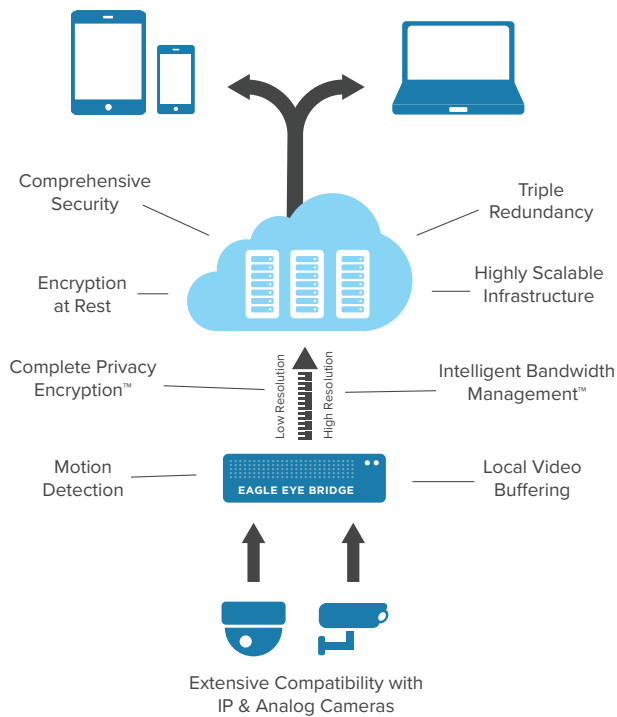 Comprehensive
Security
Triple
Redundancy
Encryption
at Rest
Highly Scalable
Infrastructure
Complete Privacy
Encryption™
Low Resolution
High Resolution
Intelligent Bandwidth
Management™
Motion
Detection
EAGLE EYE BRIDGE
Local Video
Buffering
Extensive Compatibility with
IP & Analog Cameras